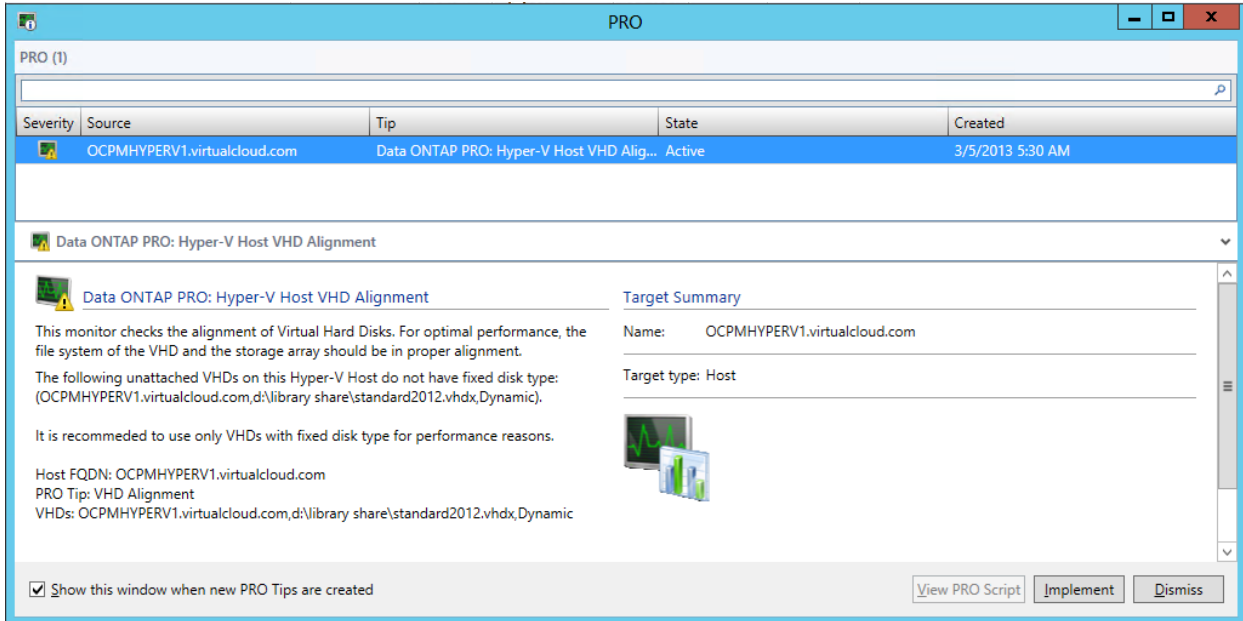 PRO
PRO (1)
Severity Source Tip State Created
OCPMHYPERV1.virtualcloud.com Data ONTAP PRO: Hyper-V Host VHD Alig... Active 3/5/2013 5:30 AM
Data ONTAP PRO: Hyper-V Host VHD Alignment
Data ONTAP PRO: Hyper-V Host VHD Alignment
This monitor checks the alignment of Virtual Hard Disks. For optimal performance, the
file system of the VHD and the storage array should be in proper alignment.
The following unattached VHDs on this Hyper-V Host do not have fixed disk type:
(OCPMHYPERV1.virtualcloud.com,d:\library share\standard2012.vhdx,Dynamic).
It is recommeded to use only VHDs with fixed disk type for performance reasons.
Host FQDN: OCPMHYPERV1.virtualcloud.com
PRO Tip: VHD Alignment
VHDs: OCPMHYPERV1.virtualcloud.com,d:\library share\standard2012.vhdx,Dynamic
Target Summary
Name: OCPMHYPERV1.virtualcloud.com
Target type: Host
Show this window when new PRO Tips are created
View PRO Script Implement Dismiss